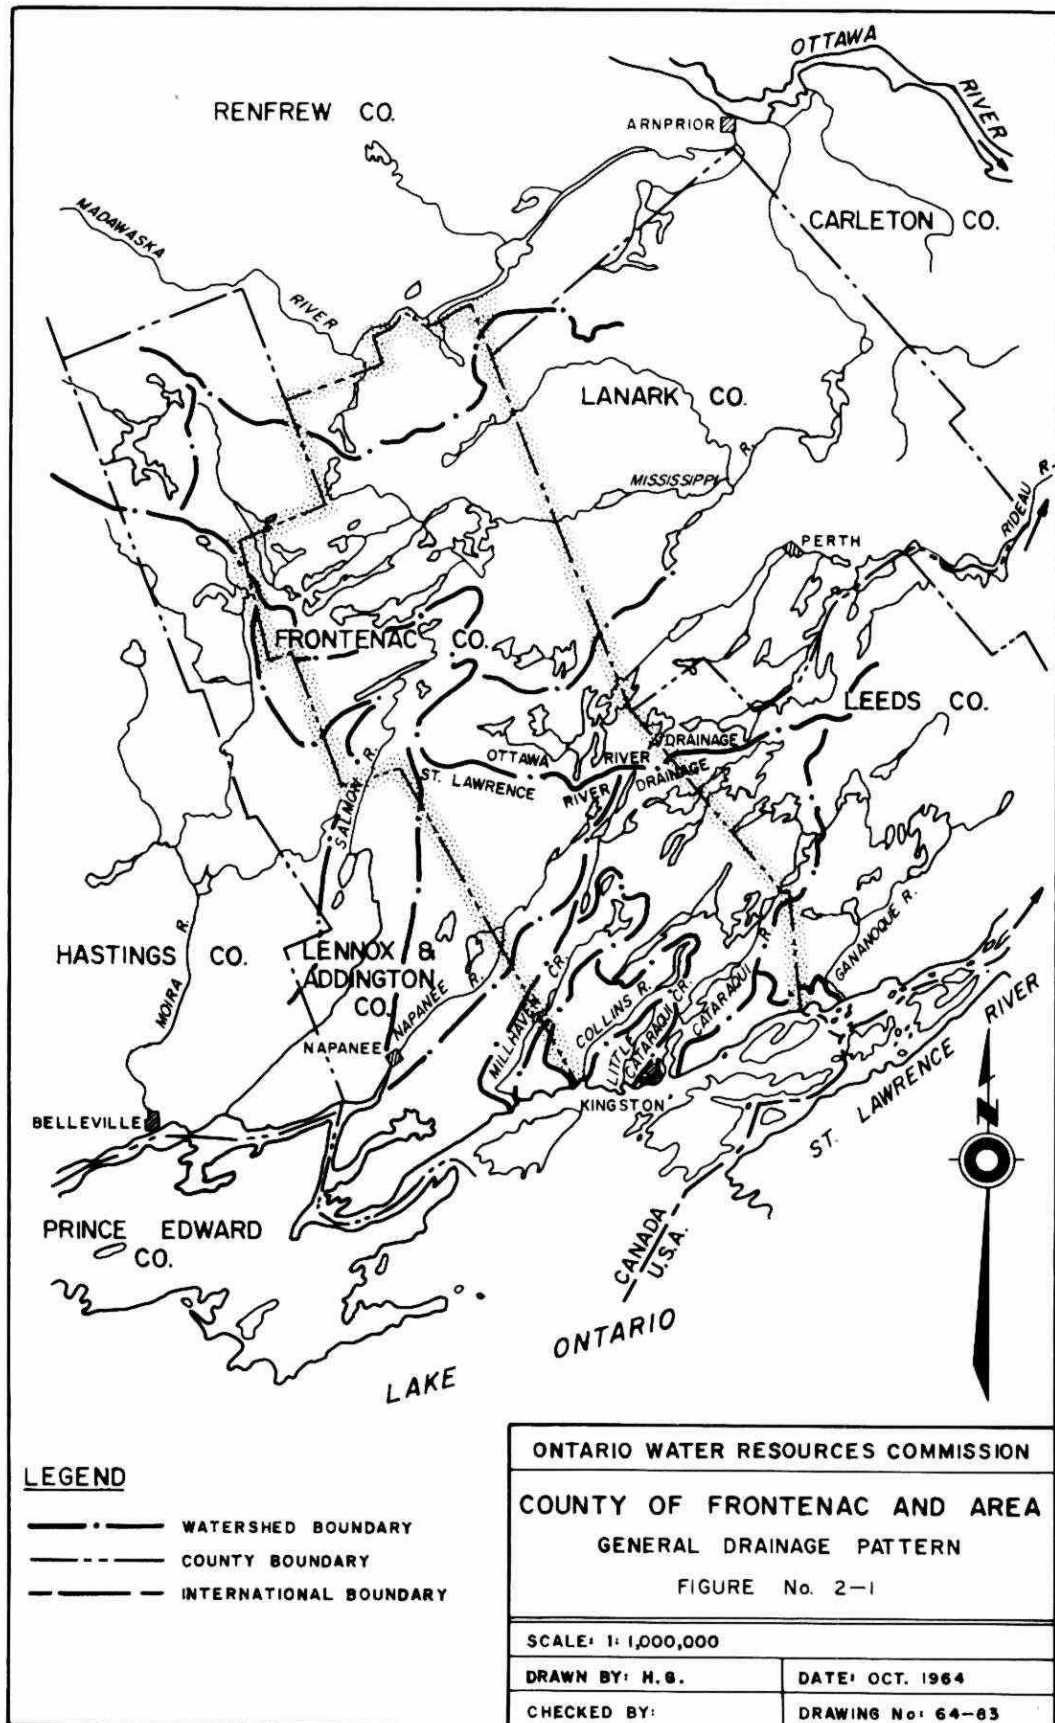 OTTAWA
RIVER
RENFREW CO.
ARNPRIOR
MADAWASKA
RIVER
CARLETON CO.
LANARK CO.
MISSISSIPPI R.
RIDEAU R.
PERTH
FRONTENAC CO.
LEEDS CO.
OTTAWA RIVER DRAINAGE
ST. LAWRENCE RIVER DRAINAGE
SALMON R.
HASTINGS CO.
MOIRA R.
LENNOX &
ADDINGTON
CO.
NAPANEE R.
NAPANEE
MILLHAVEN CR.
COLLINS R.
LITTLE
CATARAQUI CR.
CATARAQUI R.
GANANOQUE R.
BELLEVILLE
KINGSTON
ST. LAWRENCE RIVER
N
PRINCE EDWARD
CO.
CANADA
U.S.A.
LAKE ONTARIO
LEGEND
WATERSHED BOUNDARY
COUNTY BOUNDARY
INTERNATIONAL BOUNDARY
ONTARIO WATER RESOURCES COMMISSION
COUNTY OF FRONTENAC AND AREA
GENERAL DRAINAGE PATTERN
FIGURE No. 2-1
SCALE: 1:1,000,000
DRAWN BY: H.G.
DATE: OCT. 1964
CHECKED BY:
DRAWING No: 64-83